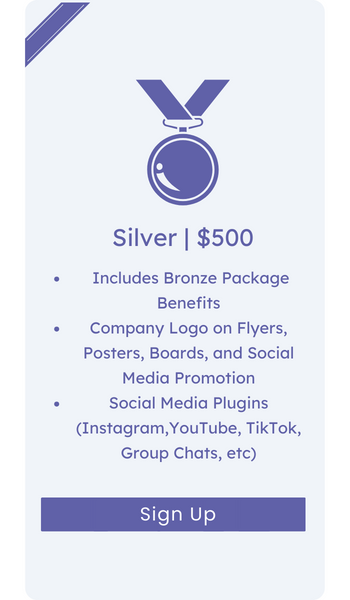 Silver | $500
• Includes Bronze Package
Benefits
• Company Logo on Flyers,
Posters, Boards, and Social
Media Promotion
• Social Media Plugins
(Instagram,YouTube, TikTok,
Group Chats, etc)
Sign Up